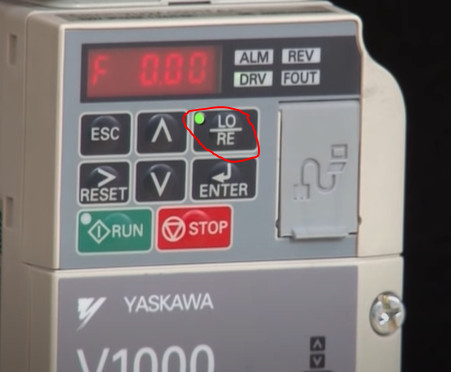 F 0.00
ALM REV
DRV FOUT
ESC
LO
RE
RESET
ENTER
RUN
STOP
YASKAWA
V1000